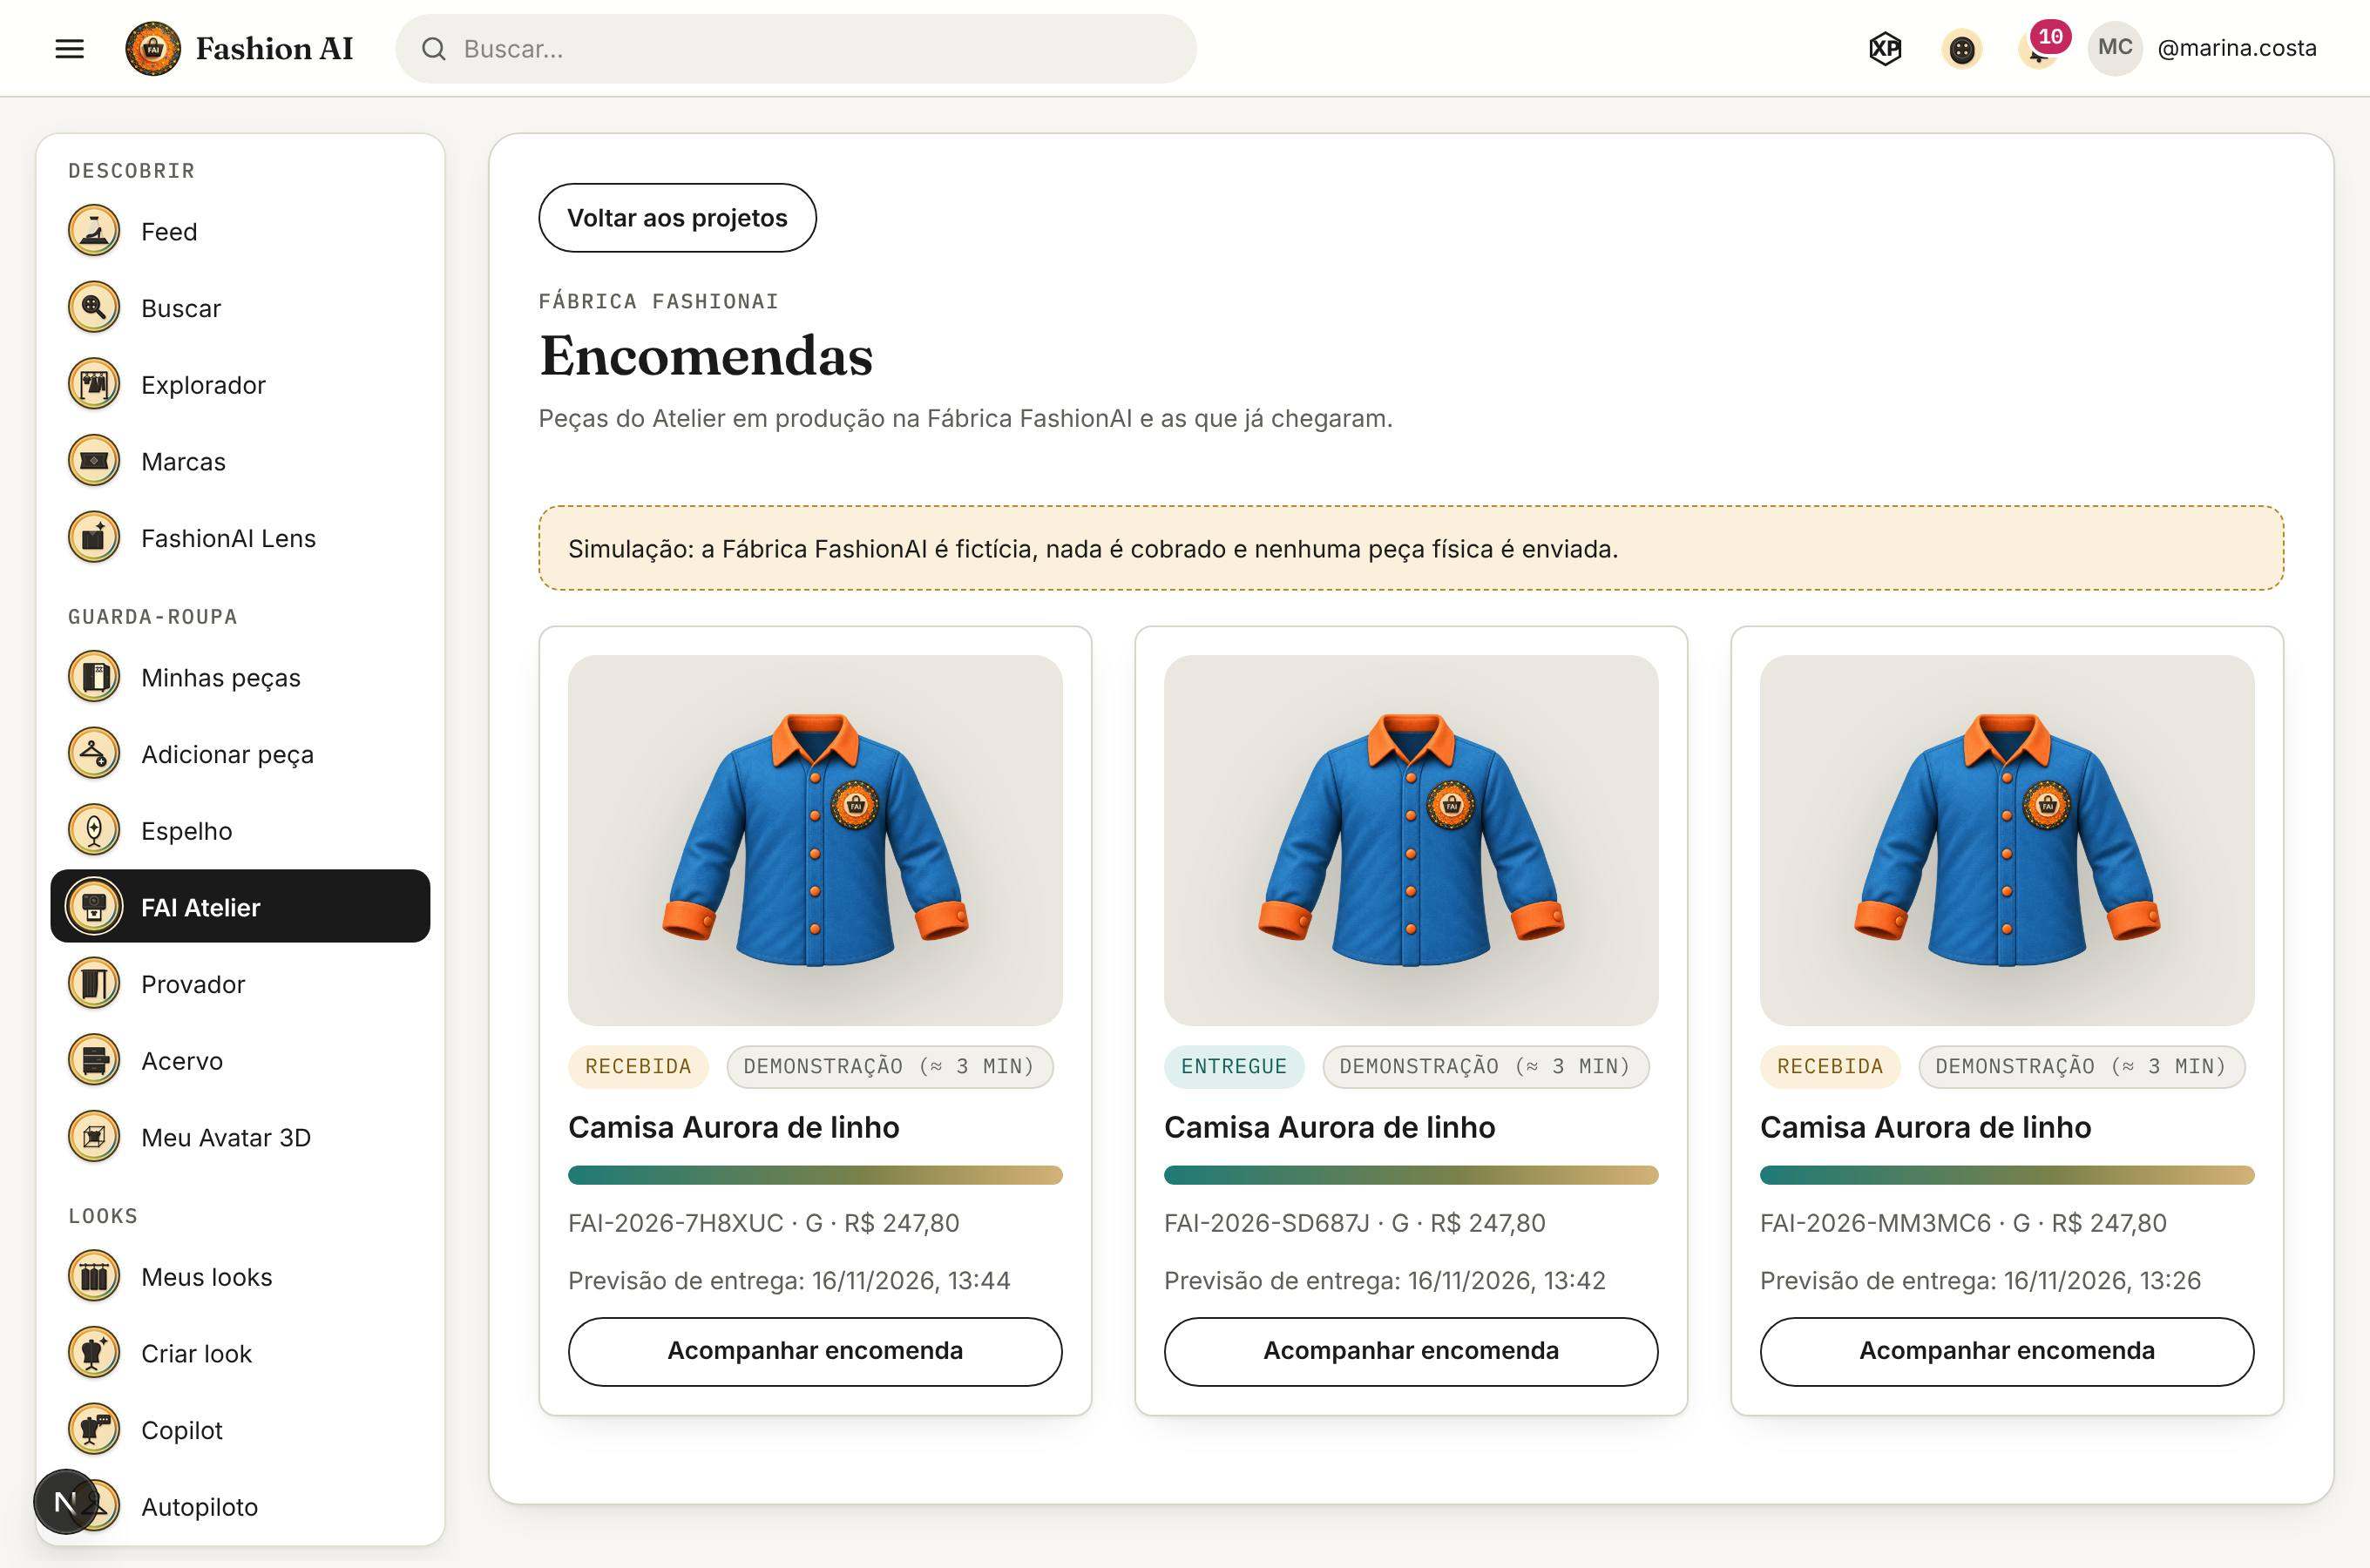 FAI
Fashion AI
Buscar...
XP
10
MC
@marina.costa
DESCOBRIR
Feed
Buscar
Explorador
Marcas
FashionAI Lens
GUARDA-ROUPA
Minhas peças
Adicionar peça
Espelho
FAI Atelier
Provador
Acervo
Meu Avatar 3D
LOOKS
Meus looks
Criar look
Copilot
Autopiloto
N
Voltar aos projetos
FÁBRICA FASHIONAI
Encomendas
Peças do Atelier em produção na Fábrica FashionAI e as que já chegaram.
Simulação: a Fábrica FashionAI é fictícia, nada é cobrado e nenhuma peça física é enviada.
FAI
RECEBIDA
DEMONSTRAÇÃO (≈ 3 MIN)
Camisa Aurora de linho
FAI-2026-7H8XUC · G · R$ 247,80
Previsão de entrega: 16/11/2026, 13:44
Acompanhar encomenda
FAI
ENTREGUE
DEMONSTRAÇÃO (≈ 3 MIN)
Camisa Aurora de linho
FAI-2026-SD687J · G · R$ 247,80
Previsão de entrega: 16/11/2026, 13:42
Acompanhar encomenda
FAI
RECEBIDA
DEMONSTRAÇÃO (≈ 3 MIN)
Camisa Aurora de linho
FAI-2026-MM3MC6 · G · R$ 247,80
Previsão de entrega: 16/11/2026, 13:26
Acompanhar encomenda